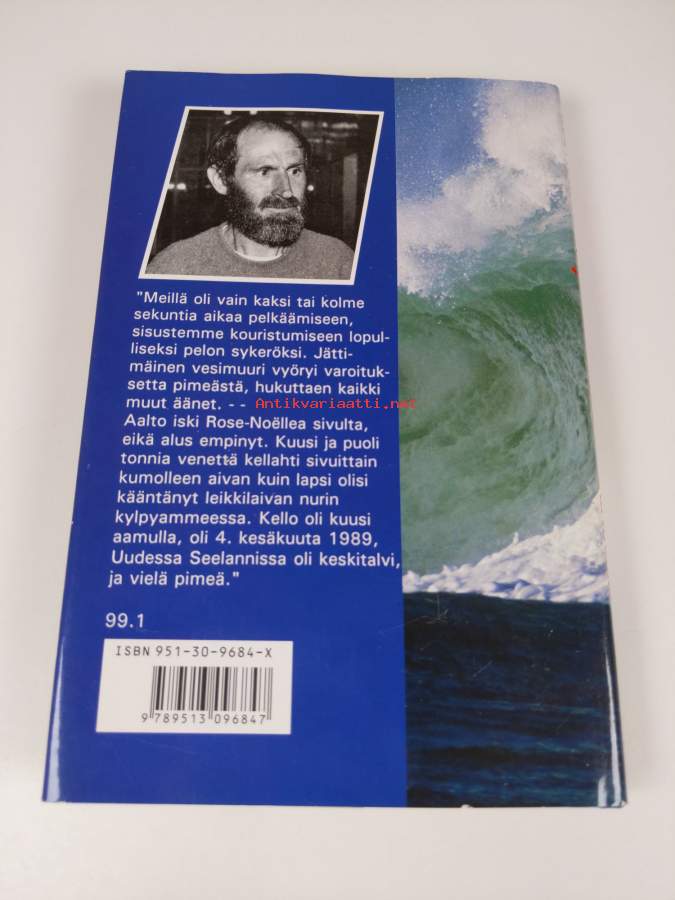 "Meillä oli vain kaksi tai kolme
sekuntia aikaa pelkäämiseen,
sisustemme kouristumiseen lopul-
liseksi pelon sykeröksi. Jätti-
mäinen vesimuuri vyöryi varoituk-
setta pimeästä, hukuttaen kaikki
muut äänet. - -
Antikvariaatti.net
Aalto iski Rose-Noëllea sivulta,
eikä alus empinyt. Kuusi ja puoli
tonnia venettä kellahti sivuittain
kumolleen aivan kuin lapsi olisi
kääntänyt leikkilaivan nurin
kylpyammeessa. Kello oli kuusi
aamulla, oli 4. kesäkuuta 1989,
Uudessa Seelannissa oli keskitalvi,
ja vielä pimeä."
99.1
ISBN 951-30-9684-X
9 789513 096847